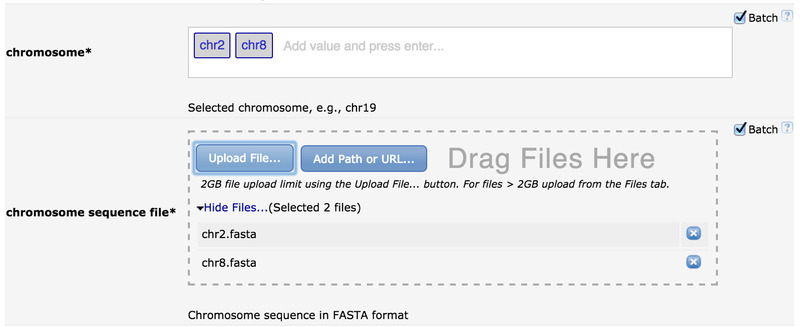 Batch ?
chromosome*
chr2 chr8 Add value and press enter...
Selected chromosome, e.g., chr19
Batch ?
Upload File... Add Path or URL... Drag Files Here
2GB file upload limit using the Upload File... button. For files > 2GB upload from the Files tab.
chromosome sequence file*
Hide Files...(Selected 2 files)
chr2.fasta
chr8.fasta
Chromosome sequence in FASTA format